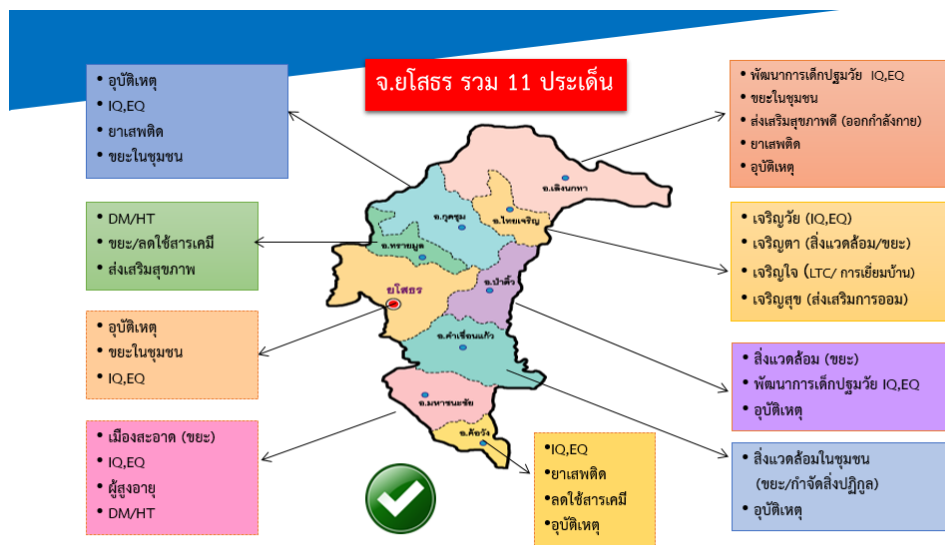 จ.ยโสธร รวม 11 ประเด็น
• อุบัติเหตุ
• IQ,EQ
• ยาเสพติด
• ขยะในชุมชน
• DM/HT
• ขยะ/ลดใช้สารเคมี
• ส่งเสริมสุขภาพ
• อุบัติเหตุ
• ขยะในชุมชน
• IQ,EQ
• เมืองสะอาด (ขยะ)
• IQ,EQ
• ผู้สูงอายุ
• DM/HT
อ.เลิงนกทา
อ.กุดชุม
อ.ไทยเจริญ
อ.ทรายมูล
อ.ป่าติ้ว
ยโสธร
อ.คำเขื่อนแก้ว
อ.มหาชนะชัย
อ.ค้อวัง
•IQ,EQ
•ยาเสพติด
•ลดใช้สารเคมี
•อุบัติเหตุ
• พัฒนาการเด็กปฐมวัย IQ,EQ
• ขยะในชุมชน
• ส่งเสริมสุขภาพดี (ออกกำลังกาย)
• ยาเสพติด
• อุบัติเหตุ
• เจริญวัย (IQ,EQ)
• เจริญตา (สิ่งแวดล้อม/ขยะ)
• เจริญใจ (LTC/ การเยี่ยมบ้าน)
• เจริญสุข (ส่งเสริมการออม)
• สิ่งแวดล้อม (ขยะ)
• พัฒนาการเด็กปฐมวัย IQ,EQ
• อุบัติเหตุ
• สิ่งแวดล้อมในชุมชน
(ขยะ/กำจัดสิ่งปฏิกูล)
• อุบัติเหตุ